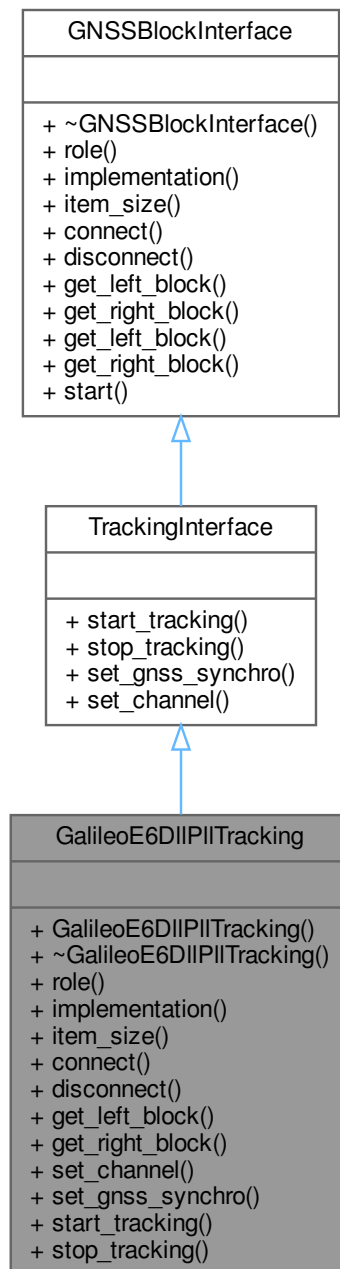 GNSSBlockInterface
+ ~GNSSBlockInterface()
+ role()
+ implementation()
+ item_size()
+ connect()
+ disconnect()
+ get_left_block()
+ get_right_block()
+ get_left_block()
+ get_right_block()
+ start()
TrackingInterface
+ start_tracking()
+ stop_tracking()
+ set_gnss_synchro()
+ set_channel()
GalileoE6DllPllTracking
+ GalileoE6DllPllTracking()
+ ~GalileoE6DllPllTracking()
+ role()
+ implementation()
+ item_size()
+ connect()
+ disconnect()
+ get_left_block()
+ get_right_block()
+ set_channel()
+ set_gnss_synchro()
+ start_tracking()
+ stop_tracking()